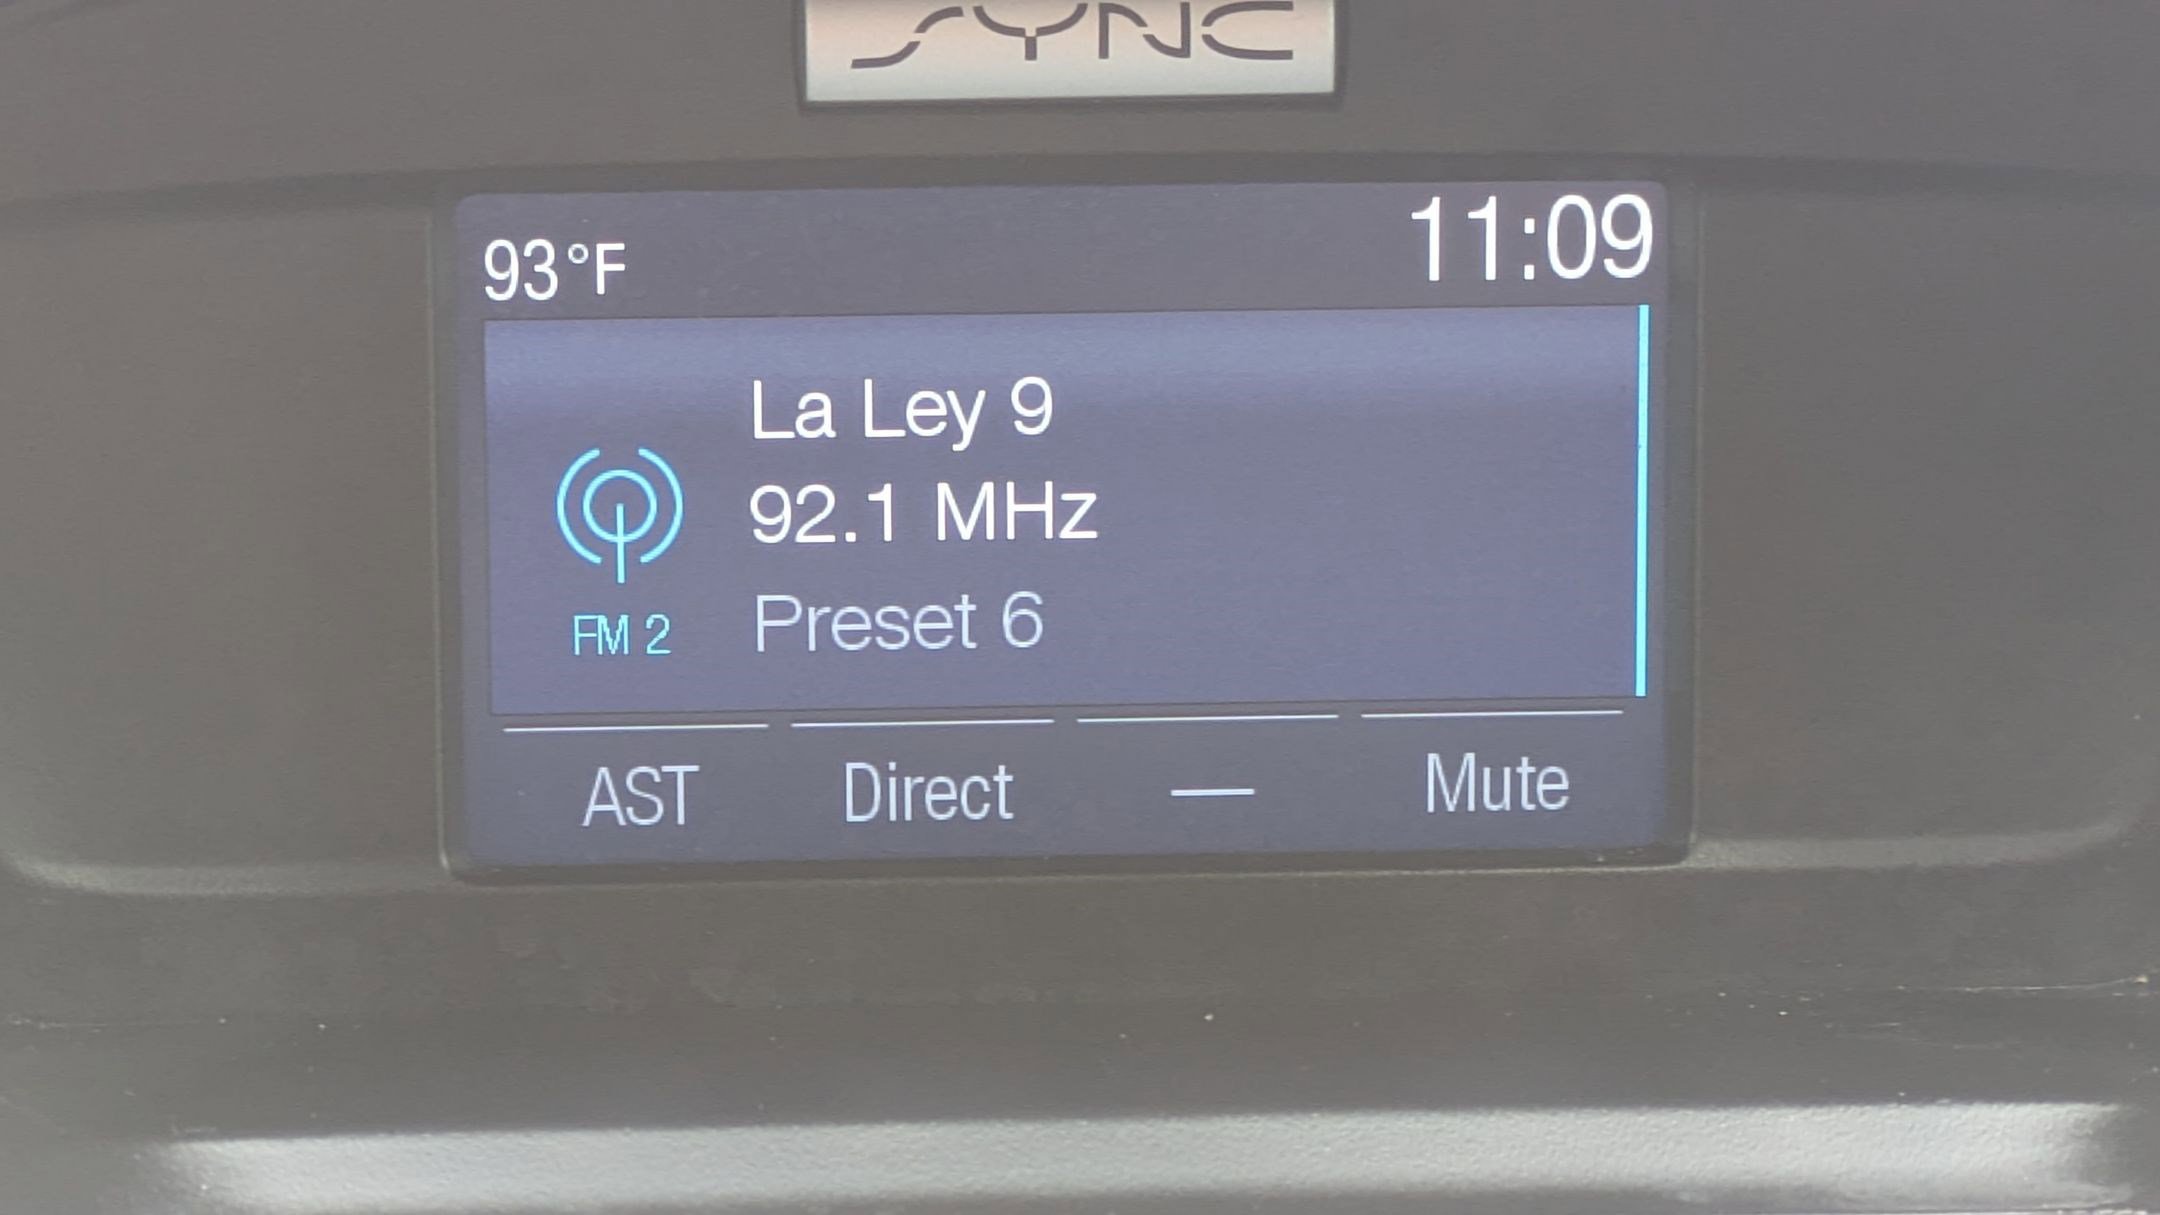 SYNC
93°F 11:09
La Ley 9
92.1 MHz
Preset 6
FM 2
AST Direct — Mute